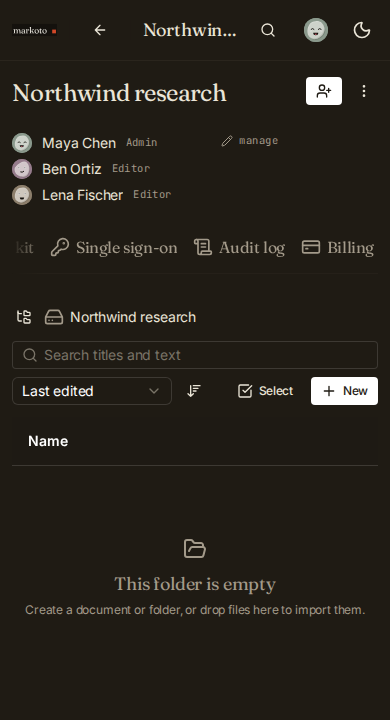 markoto
Northwin...
Northwind research
Maya Chen Admin
manage
Ben Ortiz Editor
Lena Fischer Editor
kit Single sign-on Audit log Billing
Northwind research
Search titles and text
Last edited Select New
Name
This folder is empty
Create a document or folder, or drop files here to import them.